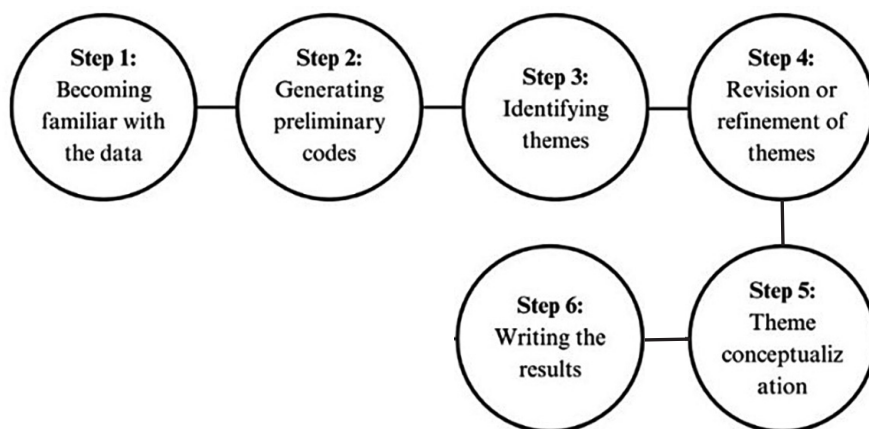 Step 1:
Becoming
familiar with
the data
Step 2:
Generating
preliminary
codes
Step 3:
Identifying
themes
Step 4:
Revision or
refinement of
themes
Step 5:
Theme
conceptualiz
ation
Step 6:
Writing the
results